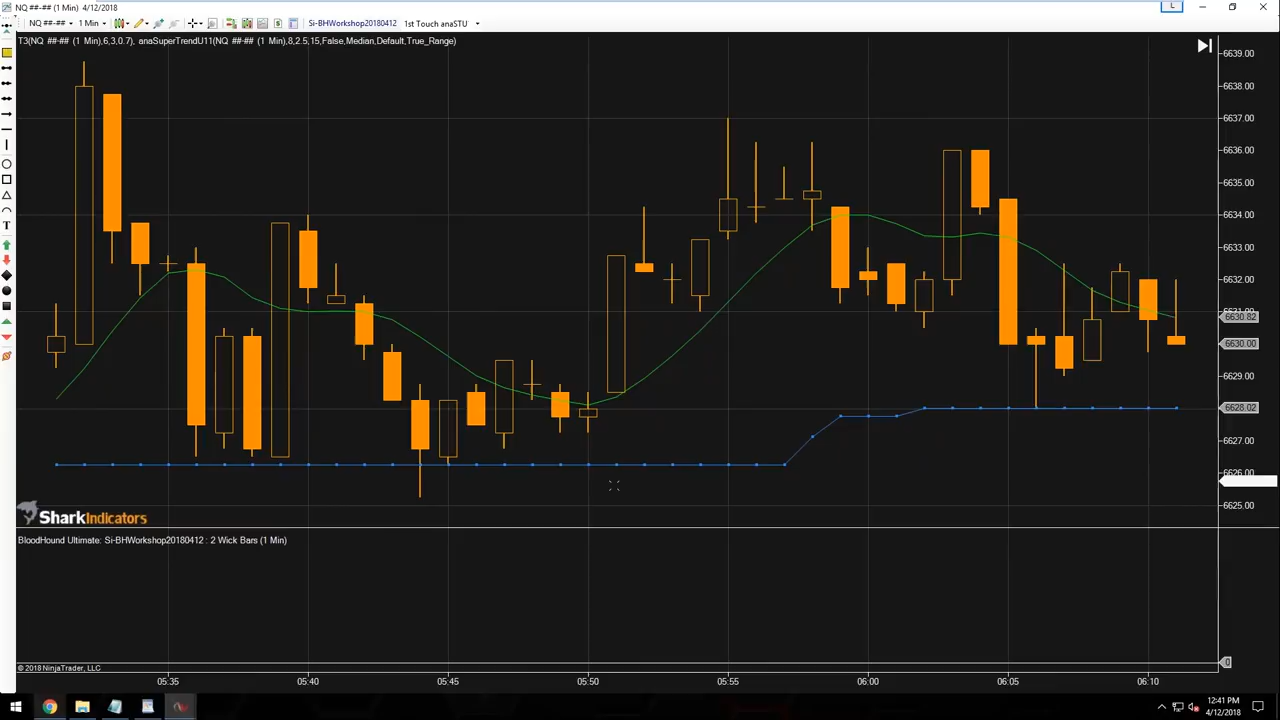 NQ ##-## (1 Min)  4/12/2018
L
NQ ##-##
1 Min
Si-BHWorkshop20180412
1st Touch anaSTU
T3(NQ ##-## (1 Min),6,3,0.7), anaSuperTrendU11(NQ ##-## (1 Min),8,2.5,15,False,Median,Default,True_Range)
6639.00
6638.00
6637.00
6636.00
6635.00
6634.00
6633.00
6632.00
6630.82
6630.00
6629.00
6628.02
6627.00
6626.00
6625.00
T
SharkIndicators
BloodHound Ultimate: Si-BHWorkshop20180412 : 2 Wick Bars (1 Min)
0
© 2018 NinjaTrader, LLC
05:35 05:40 05:45 05:50 05:55 06:00 06:05 06:10
12:41 PM
4/12/2018